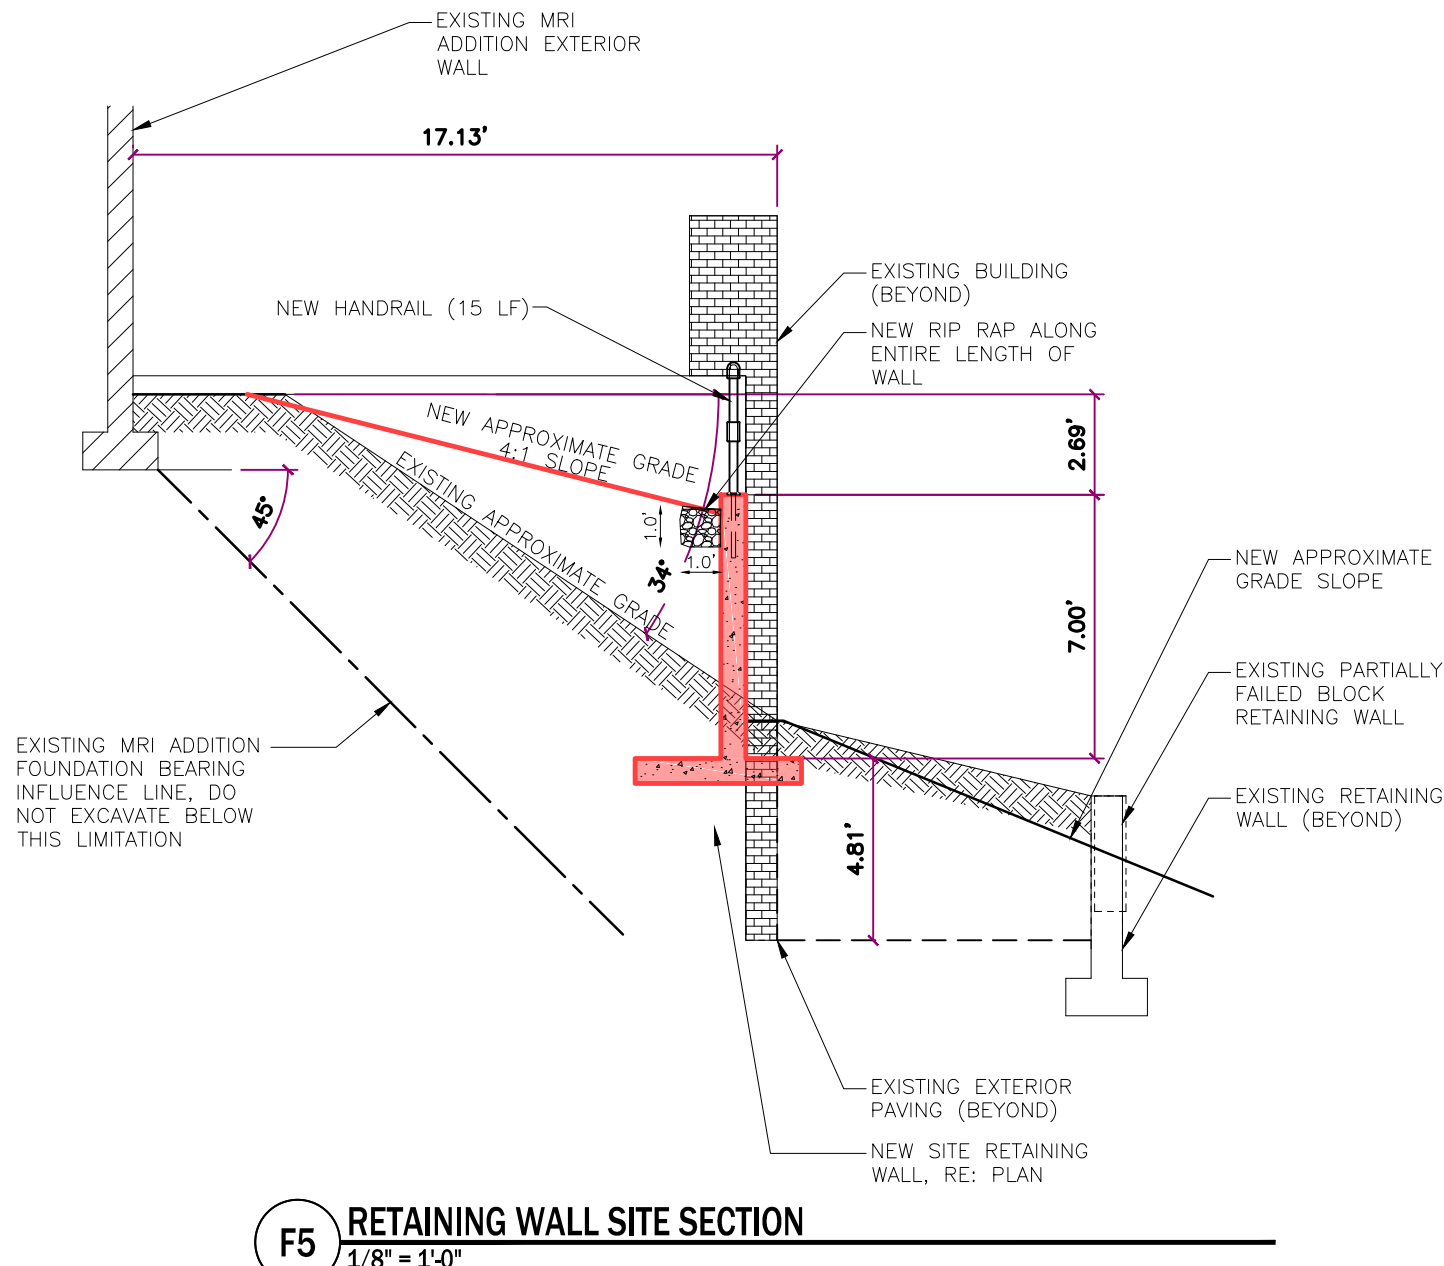 EXISTING MRI
ADDITION EXTERIOR
WALL
17.13'
EXISTING BUILDING
(BEYOND)
NEW HANDRAIL (15 LF)
NEW RIP RAP ALONG
ENTIRE LENGTH OF
WALL
NEW APPROXIMATE GRADE
4:1 SLOPE
EXISTING APPROXIMATE GRADE
2.69'
45°
1.0'
1.0'
34°
7.00'
NEW APPROXIMATE
GRADE SLOPE
EXISTING PARTIALLY
FAILED BLOCK
RETAINING WALL
EXISTING MRI ADDITION
FOUNDATION BEARING
INFLUENCE LINE, DO
NOT EXCAVATE BELOW
THIS LIMITATION
EXISTING RETAINING
WALL (BEYOND)
4.81'
EXISTING EXTERIOR
PAVING (BEYOND)
NEW SITE RETAINING
WALL, RE: PLAN
F5
RETAINING WALL SITE SECTION
1/8" = 1'-0"